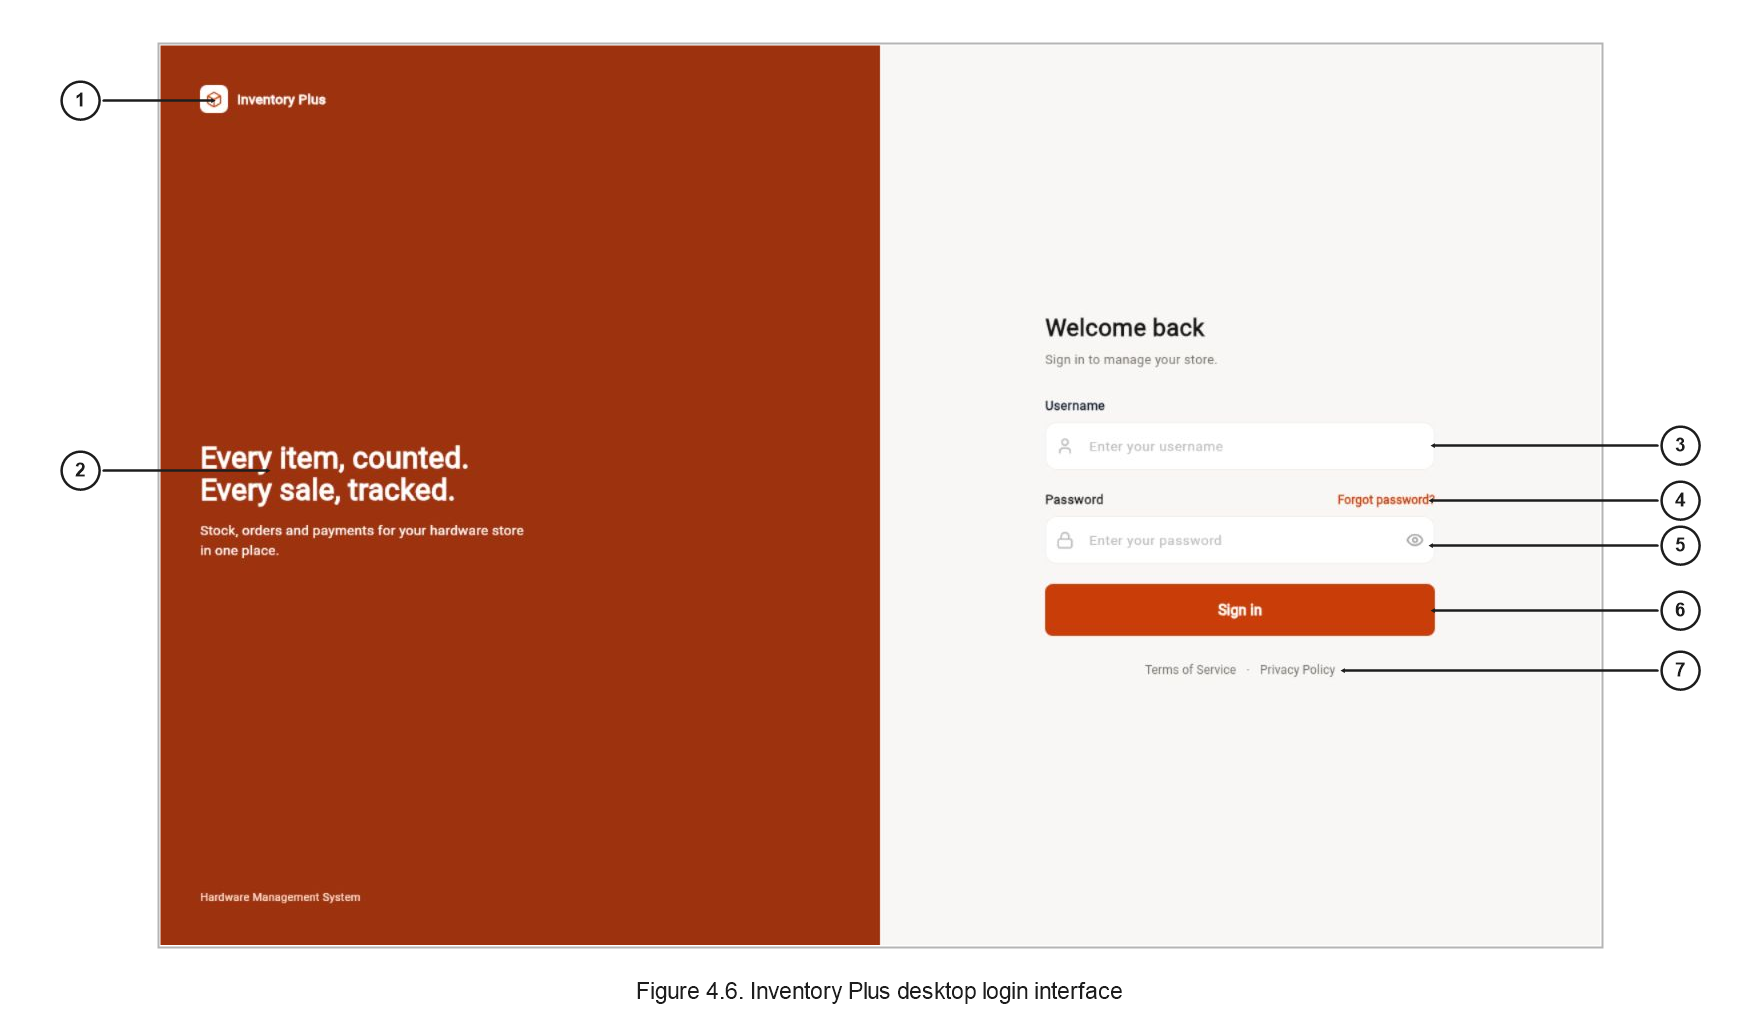 1
Inventory Plus
2
Every item, counted.
Every sale, tracked.
Stock, orders and payments for your hardware store
in one place.
Hardware Management System
Welcome back
Sign in to manage your store.
Username
Enter your username
3
Password
Forgot password?
4
Enter your password
5
Sign in
6
Terms of Service · Privacy Policy
7
Figure 4.6. Inventory Plus desktop login interface